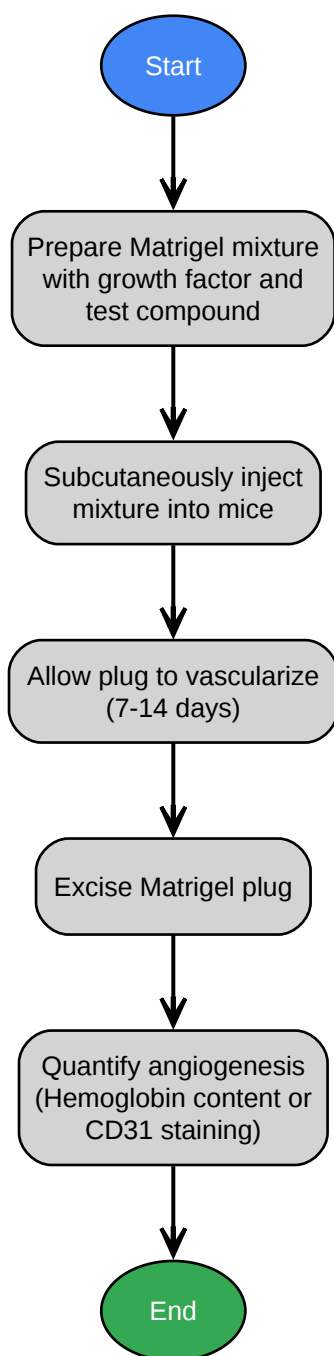 Start
Prepare Matrigel mixture
with growth factor and
test compound
Subcutaneously inject
mixture into mice
Allow plug to vascularize
(7-14 days)
Excise Matrigel plug
Quantify angiogenesis
(Hemoglobin content or
CD31 staining)
End